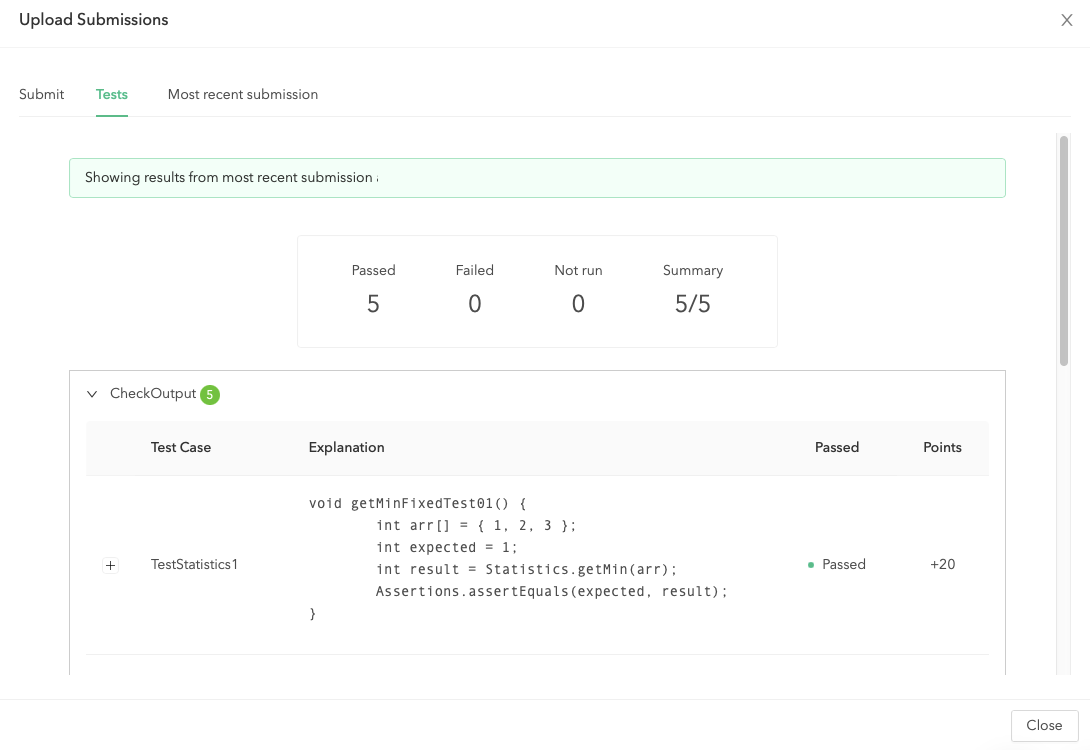 Upload Submissions
Submit Tests Most recent submission
Showing results from most recent submission
Passed Failed Not run Summary
5 0 0 5/5
CheckOutput 5
Test Case Explanation Passed Points
void getMinFixedTest01() {
int arr[] = { 1, 2, 3 };
int expected = 1;
TestStatistics1 int result = Statistics.getMin(arr); Passed +20
Assertions.assertEquals(expected, result);
}
Close